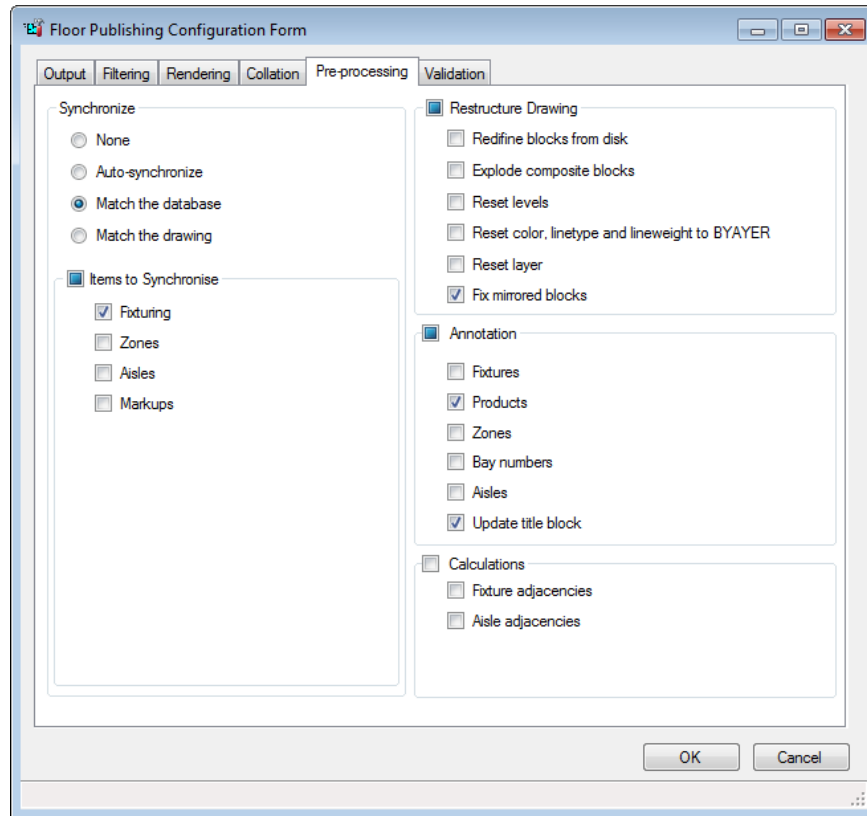 Floor Publishing Configuration Form
Output Filtering Rendering Collation Pre-processing Validation
Synchronize
None
Auto-synchronize
Match the database
Match the drawing
Items to Synchronise
Fixturing
Zones
Aisles
Markups
Restructure Drawing
Redifine blocks from disk
Explode composite blocks
Reset levels
Reset color, linetype and lineweight to BYAYER
Reset layer
Fix mirrored blocks
Annotation
Fixtures
Products
Zones
Bay numbers
Aisles
Update title block
Calculations
Fixture adjacencies
Aisle adjacencies
OK Cancel